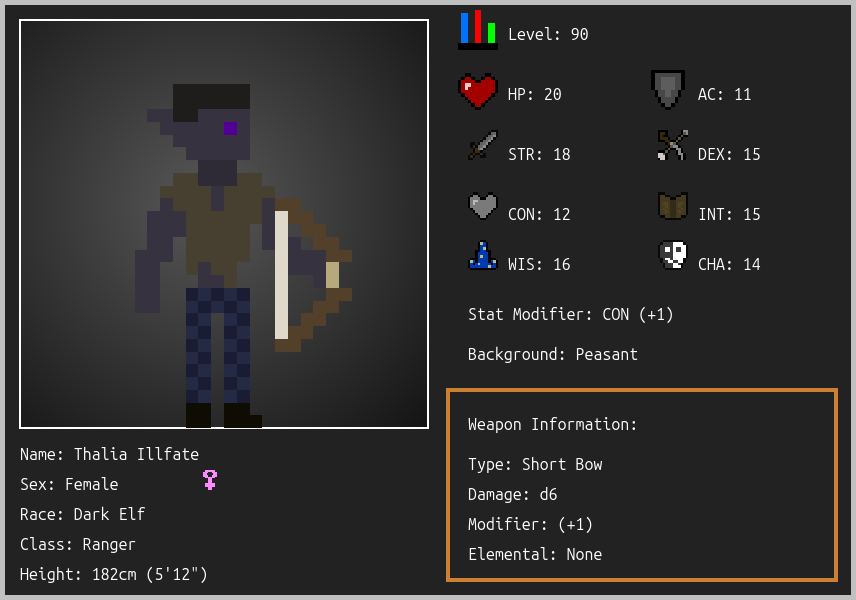 Level: 90
HP: 20
AC: 11
STR: 18
DEX: 15
CON: 12
INT: 15
WIS: 16
CHA: 14
Stat Modifier: CON (+1)
Background: Peasant
Weapon Information:
Type: Short Bow
Damage: d6
Modifier: (+1)
Elemental: None
Name: Thalia Illfate
Sex: Female
Race: Dark Elf
Class: Ranger
Height: 182cm (5'12")